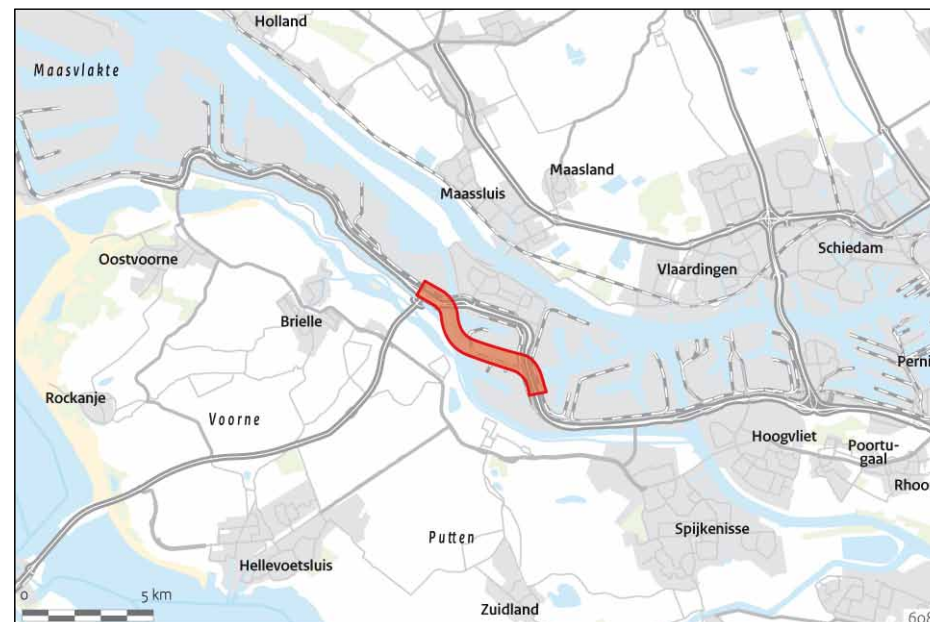 Holland
Maasvlakte
Maassluis
Maasland
Oostvoorne
Vlaardingen
Schiedam
Brielle
Perni
Rockanje
Voorne
Hoogvliet
Poortu-
gaal
Rhoo
Spijkenisse
Putten
Hellevoetsluis
0 5 km
Zuidland
608